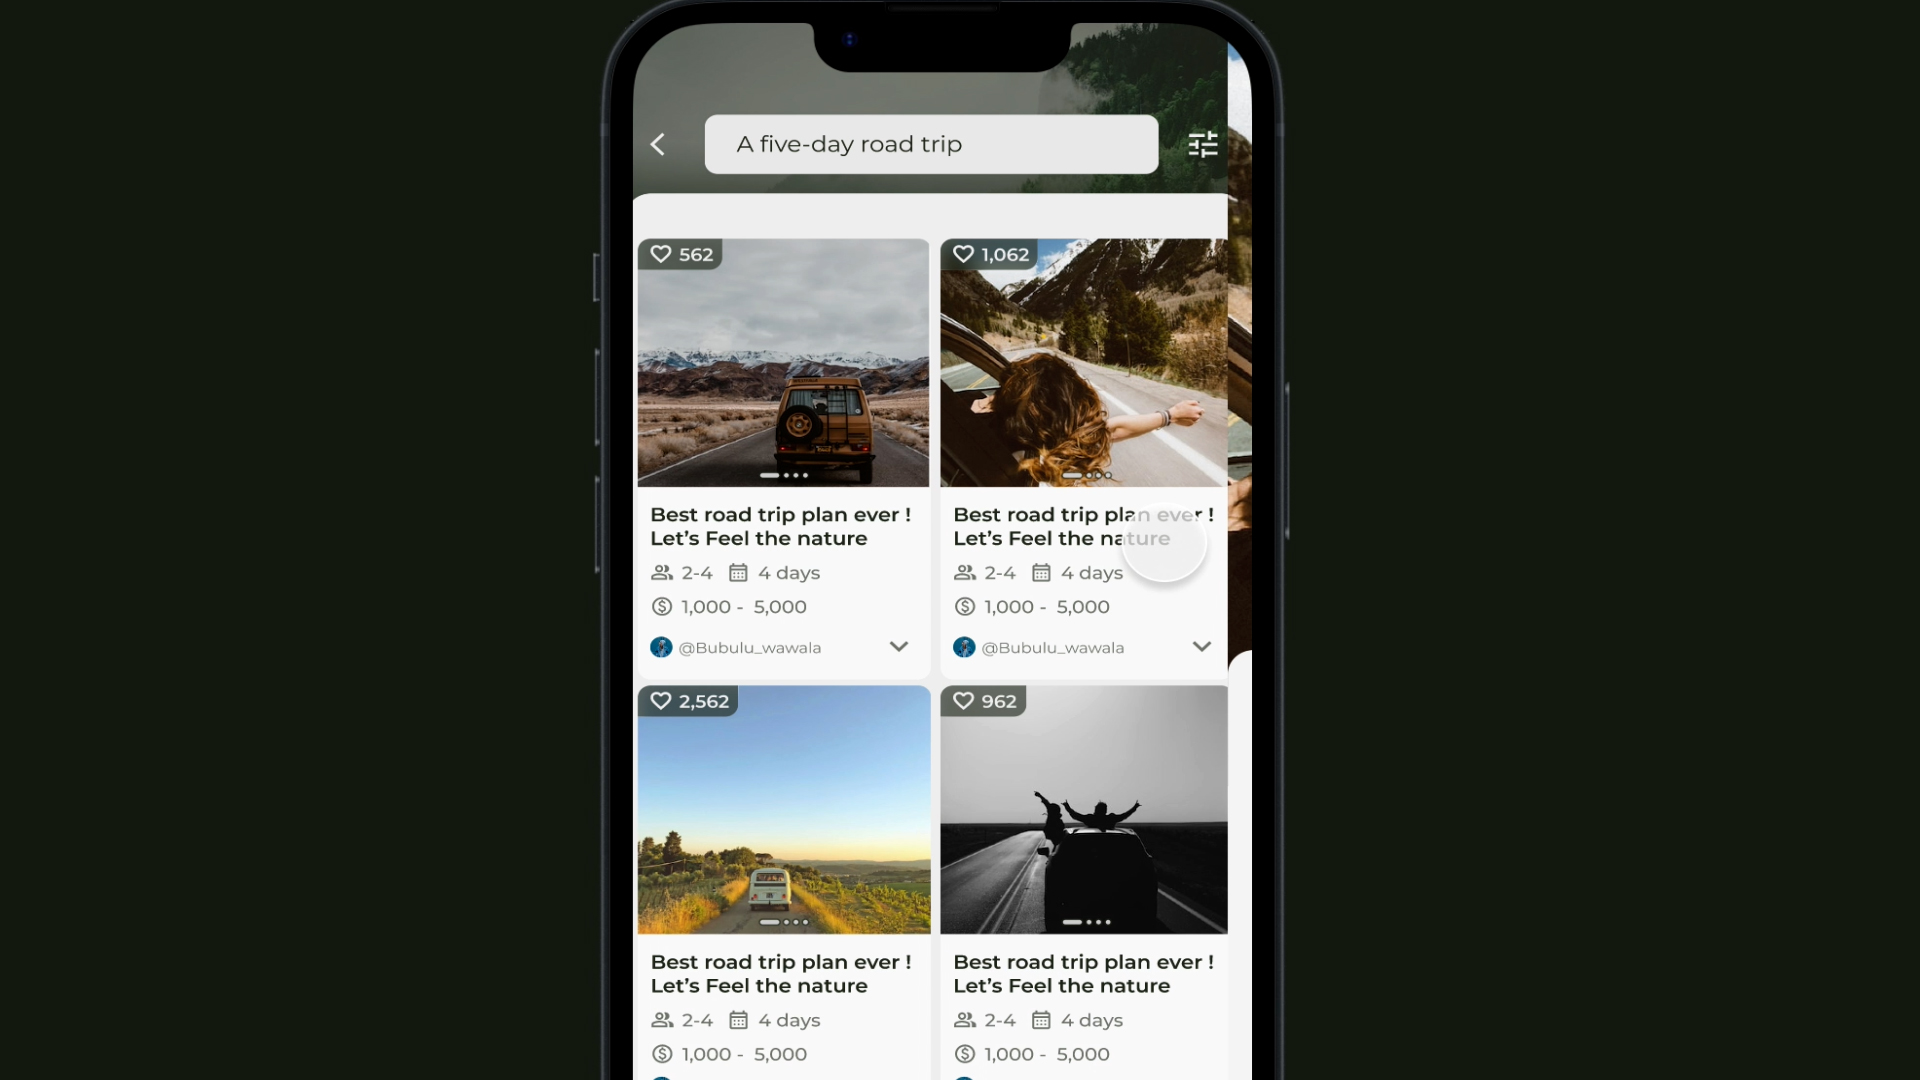 A five-day road trip
562
1,062
Best road trip plan ever !
Let’s Feel the nature
2-4 4 days
1,000 - 5,000
@Bubulu_wawala
Best road trip plan ever !
Let’s Feel the nature
2-4 4 days
1,000 - 5,000
@Bubulu_wawala
2,562
962
Best road trip plan ever !
Let’s Feel the nature
2-4 4 days
1,000 - 5,000
Best road trip plan ever !
Let’s Feel the nature
2-4 4 days
1,000 - 5,000